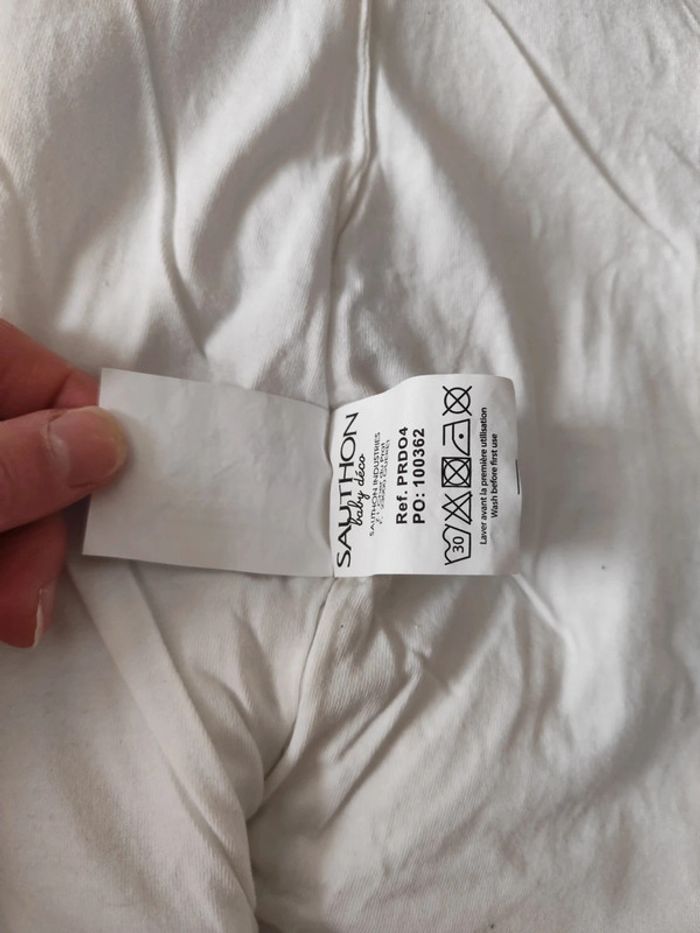 SAUTHON
baby déco
SAUTHON INDUSTRIES
Ref. PRDO4
PO: 100362
30
Laver avant la première utilisation
Wash before first use